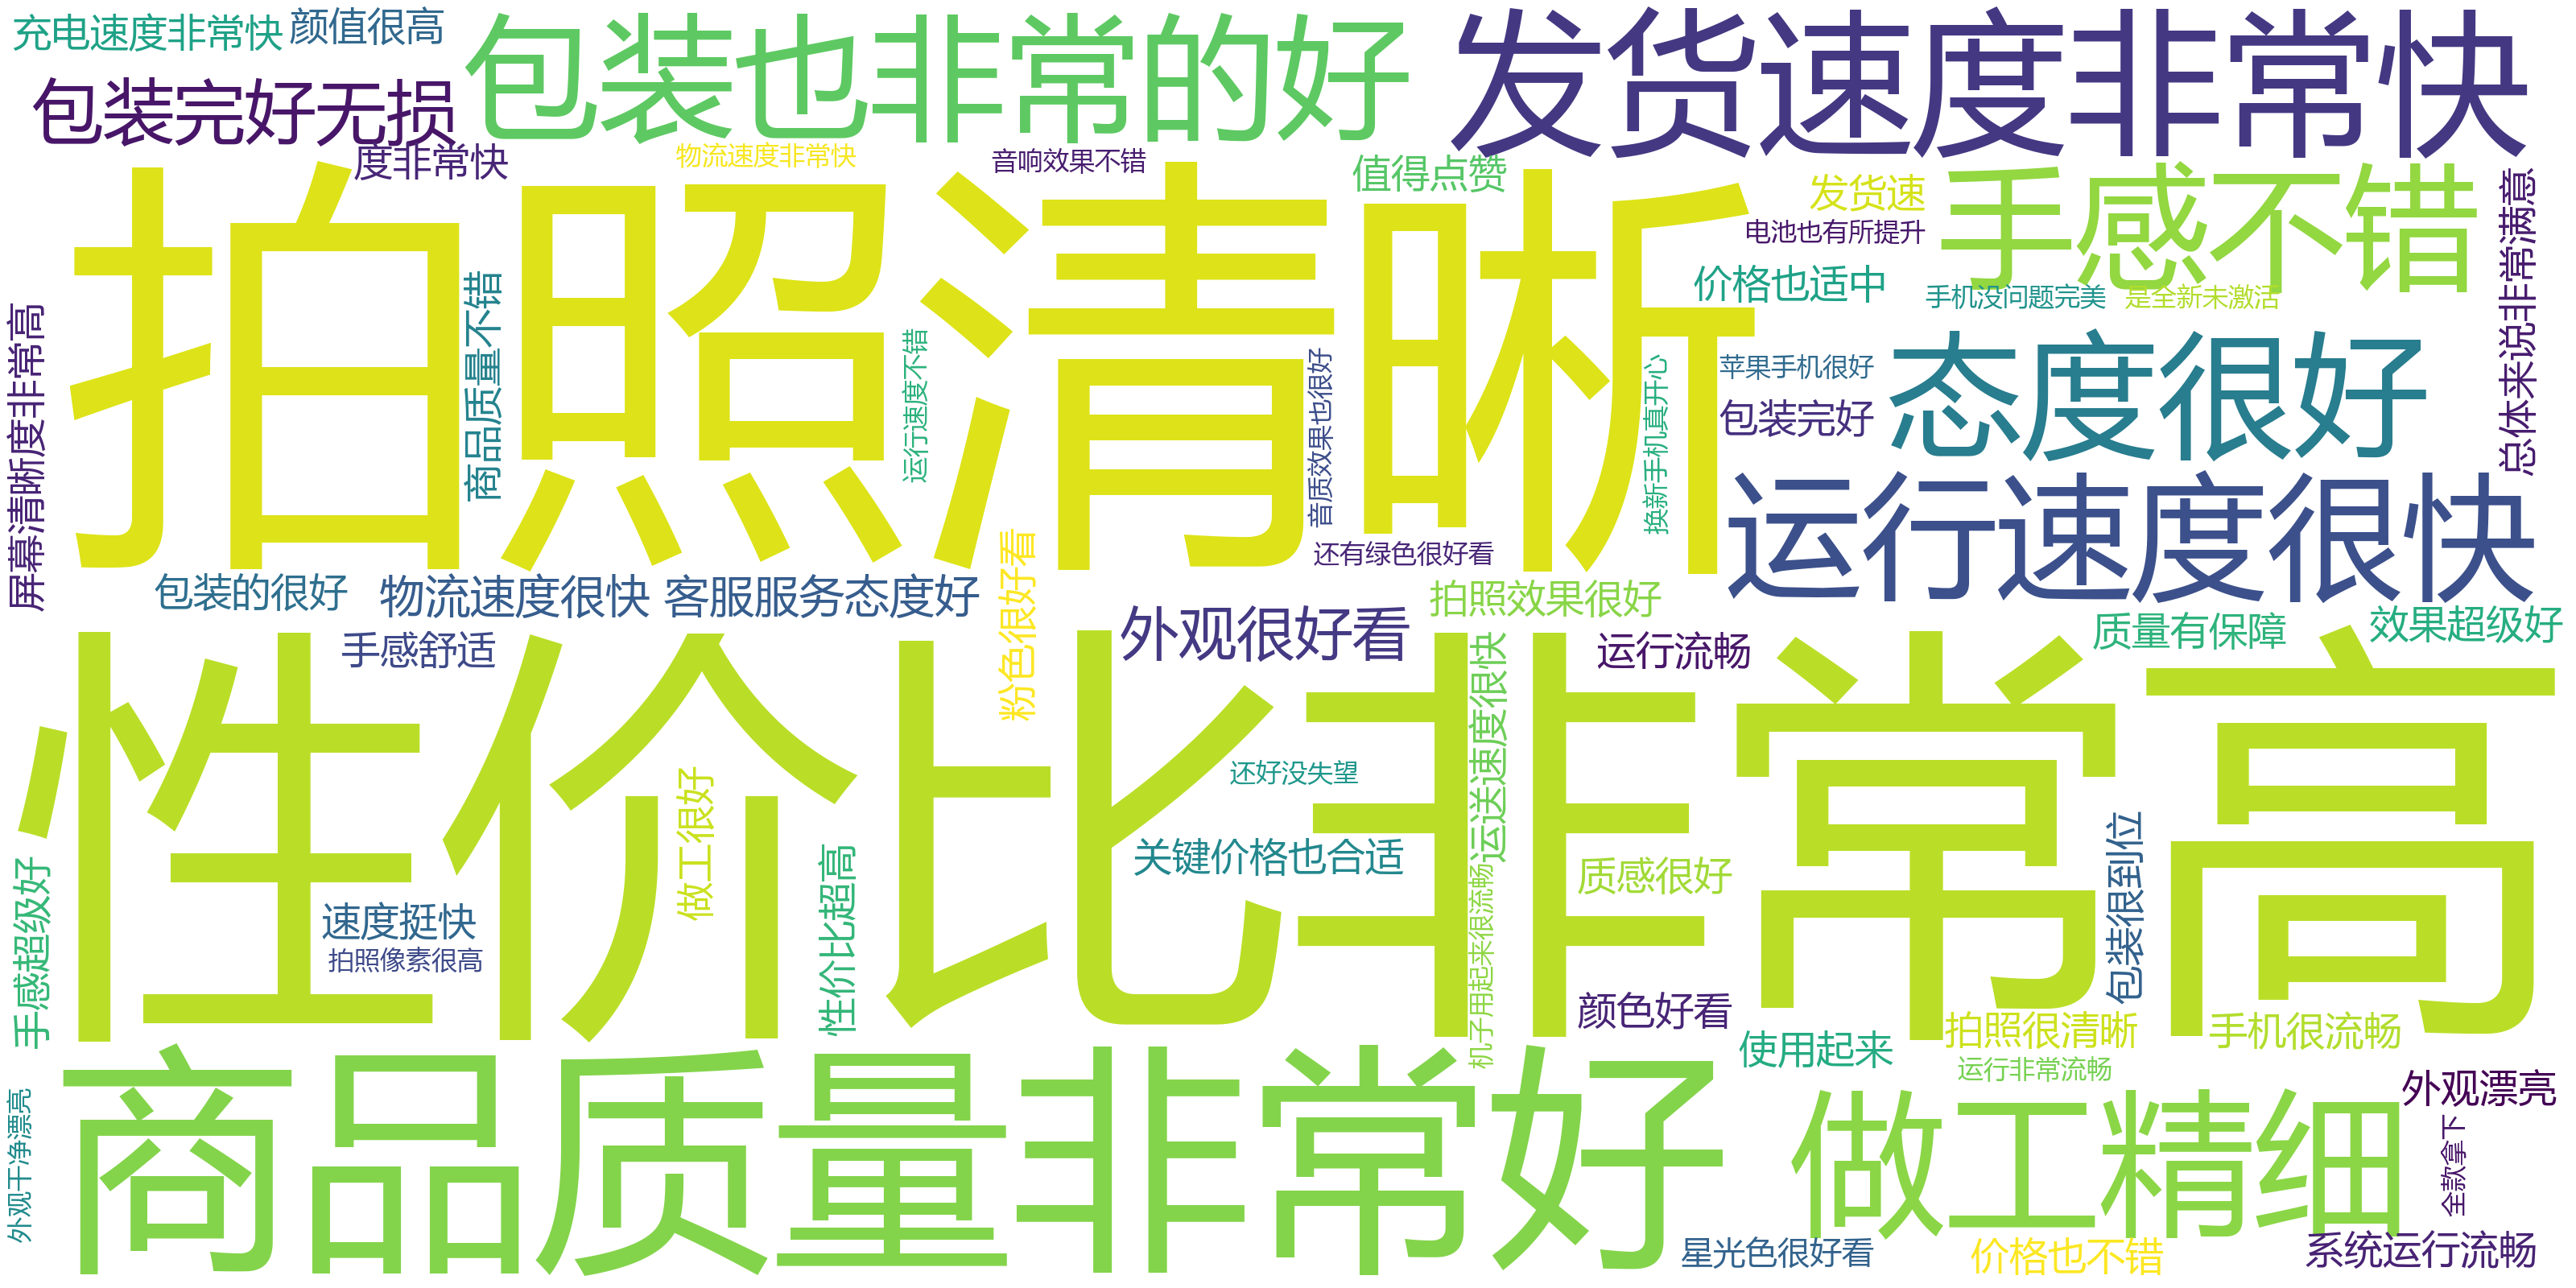 充电速度非常快
颜值很高
包装也非常的好
发货速度非常快
包装完好无损
度非常快
物流速度非常快
音响效果不错
值得点赞
发货速
手感不错
总体来说非常满意
电池也有所提升
拍照清晰
价格也适中
手机没问题完美
是全新未激活
屏幕清晰度非常高
商品质量不错
运行速度不错
音质效果也很好
换新手机真开心
苹果手机很好
包装完好
态度很好
运行速度很快
还有绿色很好看
包装的很好
物流速度很快
客服服务态度好
粉色很好看
拍照效果很好
外观很好看
手感舒适
运行流畅
质量有保障
效果超级好
运送速度很快
性价比非常高
还好没失望
做工很好
关键价格也合适
性价比超高
质感很好
包装很到位
手感超级好
速度挺快
拍照像素很高
机子用起来很流畅
颜色好看
使用起来
拍照很清晰
手机很流畅
运行非常流畅
商品质量非常好
做工精细
外观漂亮
外观干净漂亮
全款拿下
星光色很好看
价格也不错
系统运行流畅